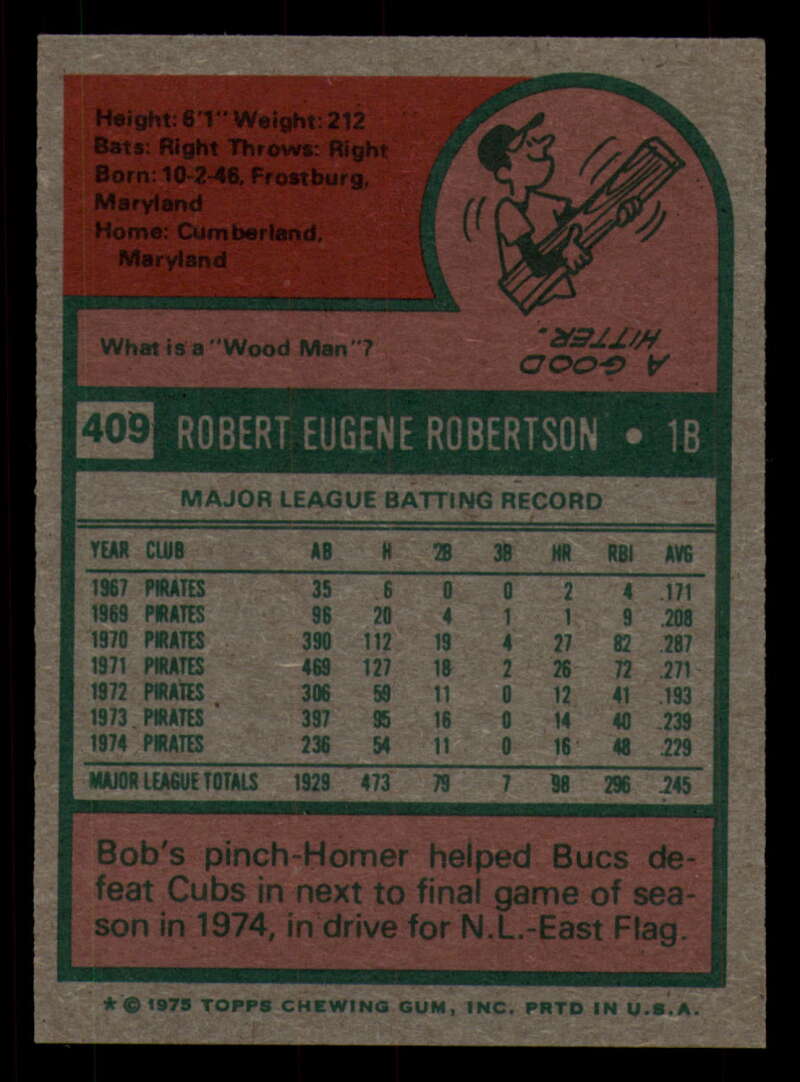 Height: 6'1" Weight: 212
Bats: Right Throws: Right
Born: 10-2-46, Frostburg,
Maryland
Home: Cumberland,
Maryland
What is a "Wood Man"?
A GOOD
HITTER.
409 ROBERT EUGENE ROBERTSON • 1B
MAJOR LEAGUE BATTING RECORD
YEAR CLUB AB H 2B 3B HR RBI AVG
1967 PIRATES 35 6 0 0 2 4 .171
1969 PIRATES 96 20 4 1 1 9 .208
1970 PIRATES 390 112 19 4 27 82 .287
1971 PIRATES 469 127 18 2 26 72 .271
1972 PIRATES 306 59 11 0 12 41 .193
1973 PIRATES 397 95 16 0 14 40 .239
1974 PIRATES 236 54 11 0 16 48 .229
MAJOR LEAGUE TOTALS 1929 473 79 7 98 296 .245
Bob's pinch-Homer helped Bucs de-
feat Cubs in next to final game of sea-
son in 1974, in drive for N.L.-East Flag.
* © 1975 TOPPS CHEWING GUM, INC. PRTD IN U.S.A.